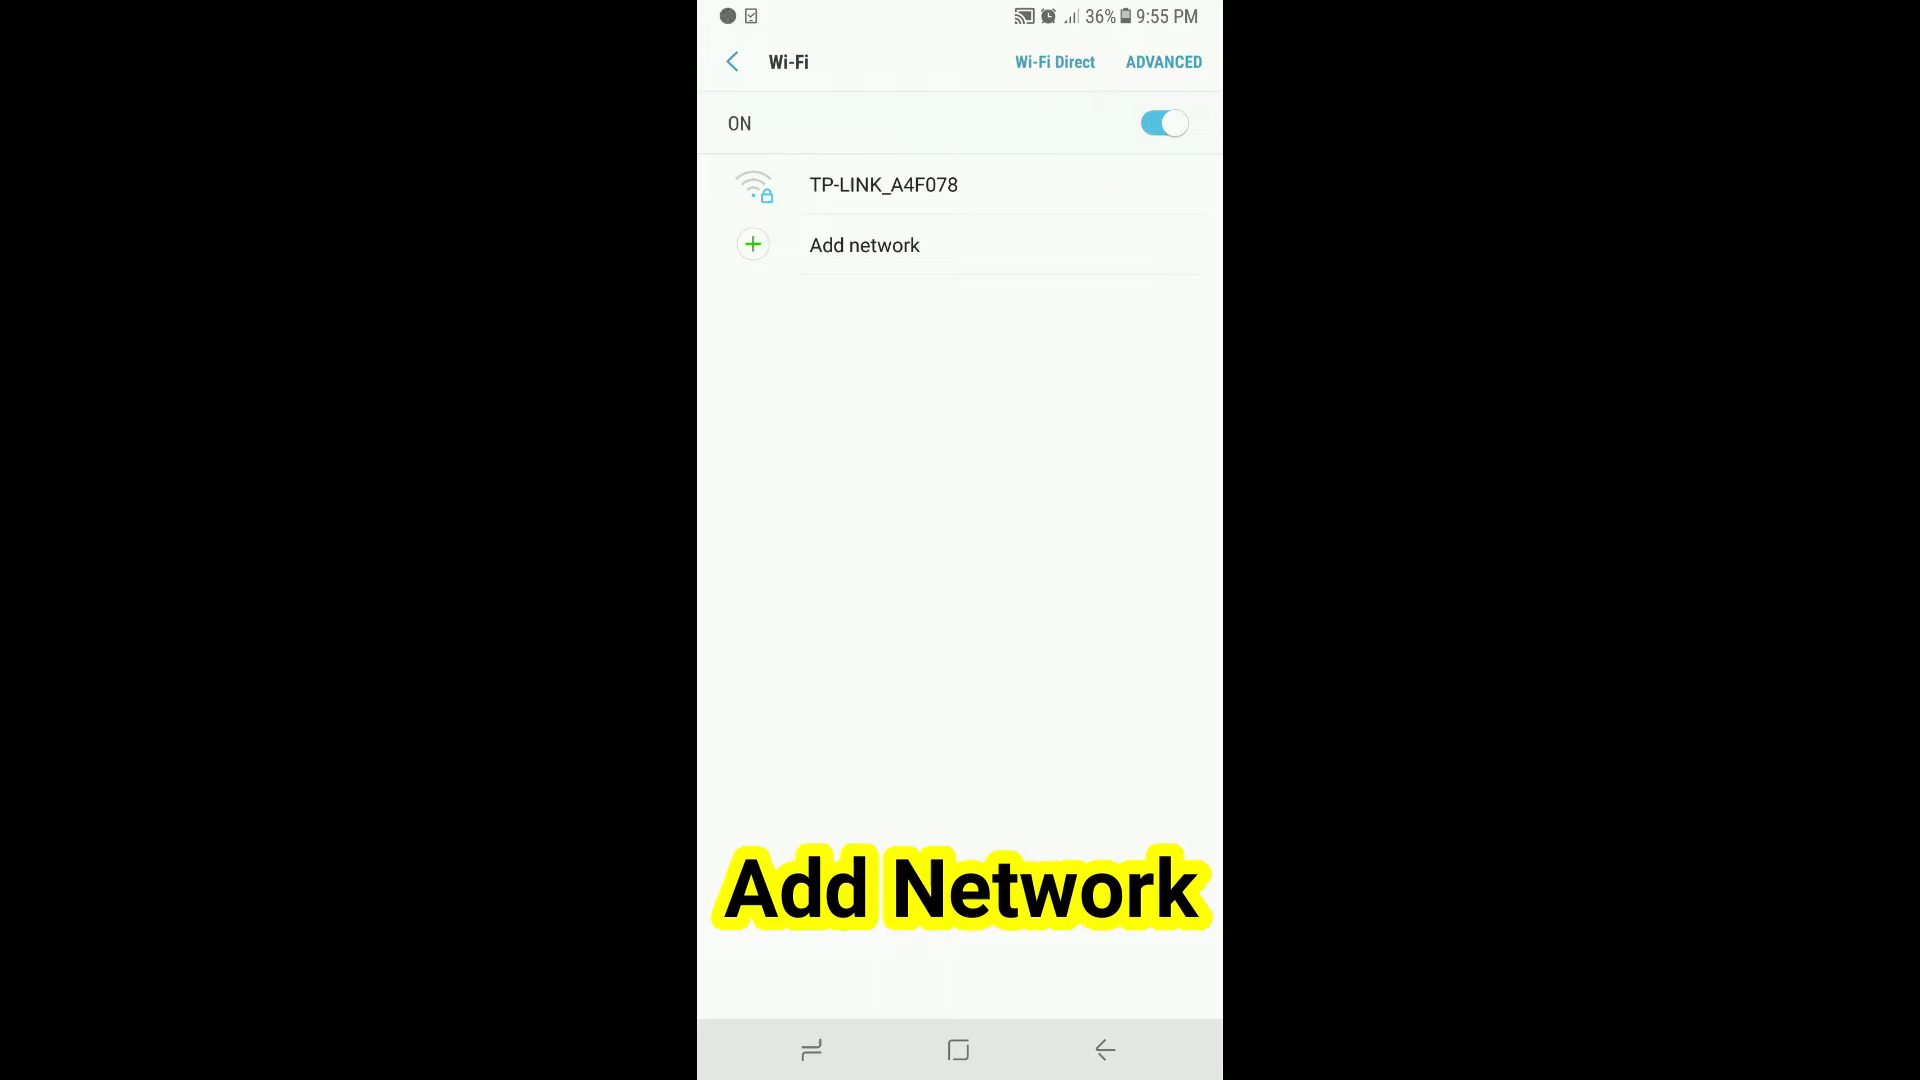 36% 9:55 PM
Wi-Fi Wi-Fi Direct ADVANCED
ON
TP-LINK_A4F078
Add network
Add Network